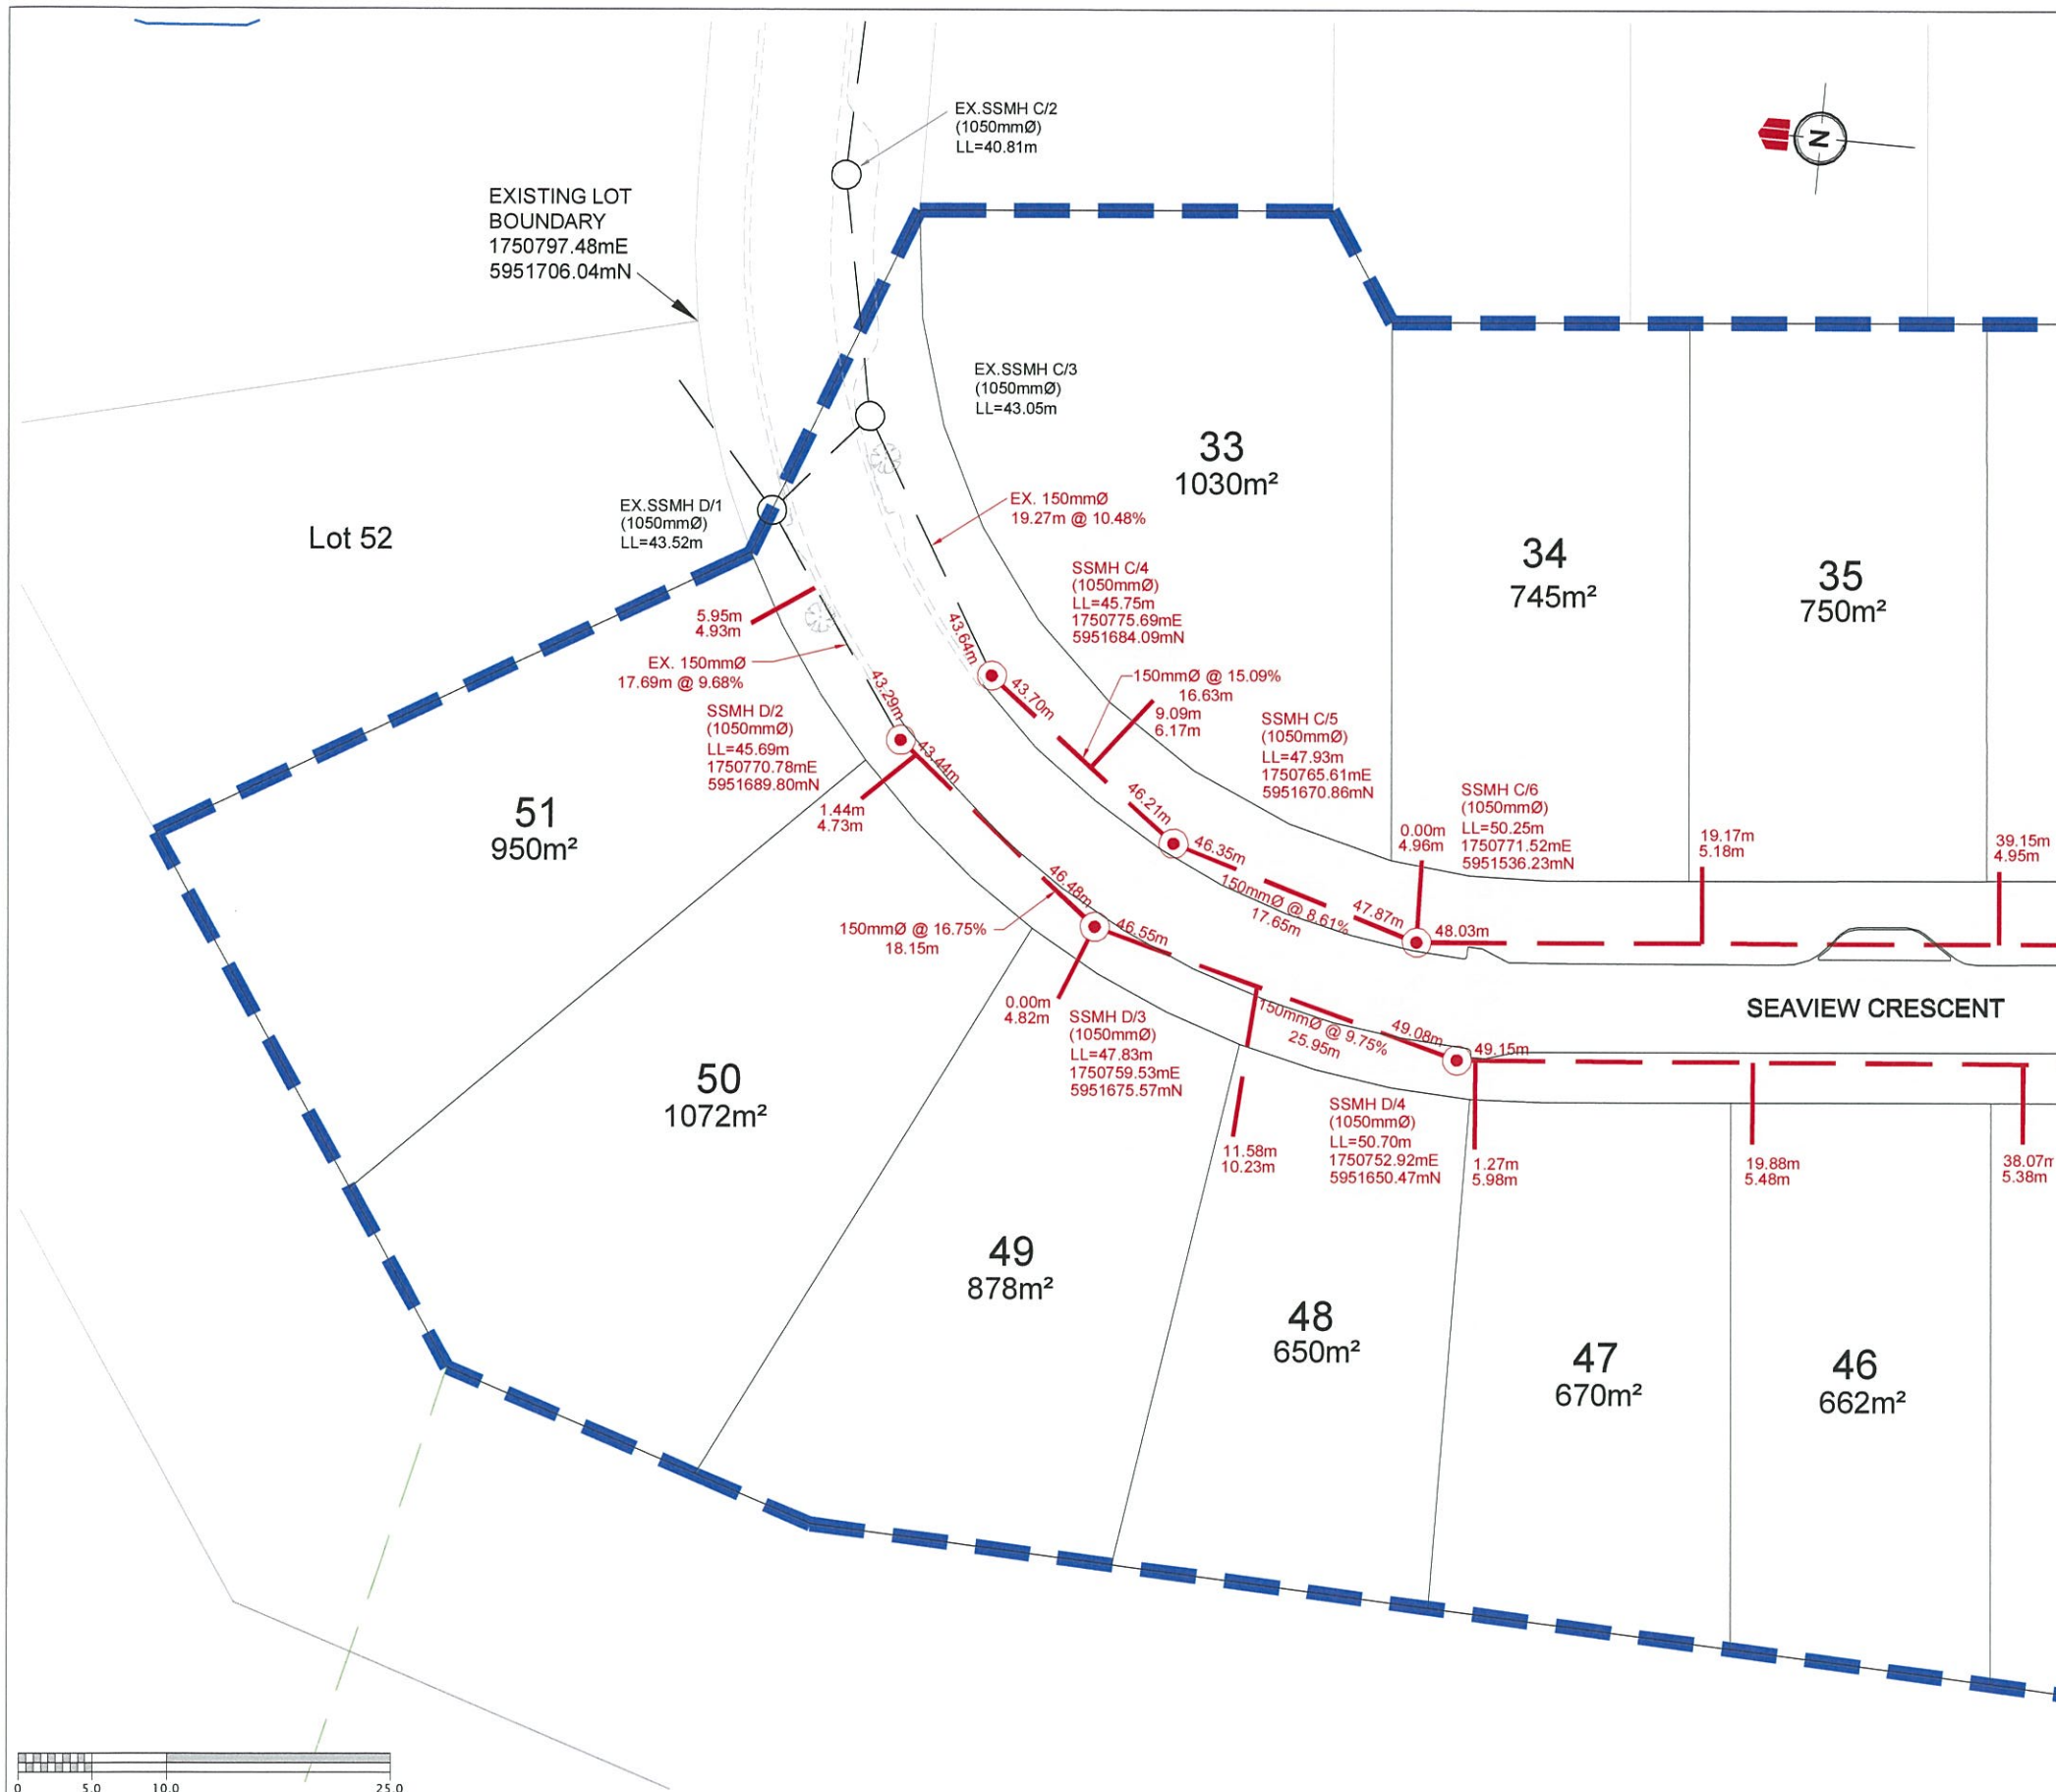 EX.SSMH C/2
(1050mmØ)
LL=40.81m
N
EXISTING LOT
BOUNDARY
1750797.48mE
5951706.04mN
EX.SSMH C/3
(1050mmØ)
LL=43.05m
33
1030m²
EX. 150mmØ
19.27m @ 10.48%
EX.SSMH D/1
(1050mmØ)
LL=43.52m
Lot 52
34
745m²
35
750m²
SSMH C/4
(1050mmØ)
LL=45.75m
1750775.69mE
5951684.09mN
5.95m
4.93m
43.64m
EX. 150mmØ
17.69m @ 9.68%
43.29m
43.70m
150mmØ @ 15.09%
16.63m
9.09m
6.17m
SSMH D/2
(1050mmØ)
LL=45.69m
1750770.78mE
5951689.80mN
SSMH C/5
(1050mmØ)
LL=47.93m
1750765.61mE
5951670.86mN
43.44m
46.21m
SSMH C/6
(1050mmØ)
LL=50.25m
1750771.52mE
5951536.23mN
51
950m²
1.44m
4.73m
46.35m
0.00m
4.96m
19.17m
5.18m
39.15m
4.95m
46.48m
150mmØ @ 8.61%
17.65m
47.87m
48.03m
150mmØ @ 16.75%
18.15m
46.55m
0.00m
4.82m
SSMH D/3
(1050mmØ)
LL=47.83m
1750759.53mE
5951675.57mN
150mmØ @ 9.75%
25.95m
49.08m
49.15m
SEAVIEW CRESCENT
50
1072m²
SSMH D/4
(1050mmØ)
LL=50.70m
1750752.92mE
5951650.47mN
11.58m
10.23m
1.27m
5.98m
19.88m
5.48m
38.07m
5.38m
49
878m²
48
650m²
47
670m²
46
662m²
0 5.0 10.0 25.0